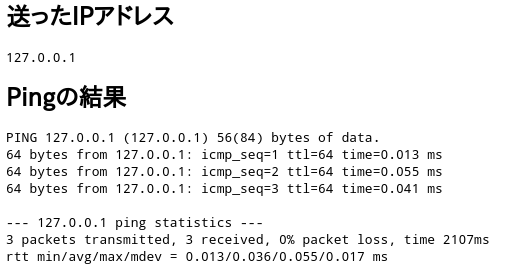 送ったIPアドレス
127.0.0.1
Pingの結果
PING 127.0.0.1 (127.0.0.1) 56(84) bytes of data.
64 bytes from 127.0.0.1: icmp_seq=1 ttl=64 time=0.013 ms
64 bytes from 127.0.0.1: icmp_seq=2 ttl=64 time=0.055 ms
64 bytes from 127.0.0.1: icmp_seq=3 ttl=64 time=0.041 ms
--- 127.0.0.1 ping statistics ---
3 packets transmitted, 3 received, 0% packet loss, time 2107ms
rtt min/avg/max/mdev = 0.013/0.036/0.055/0.017 ms